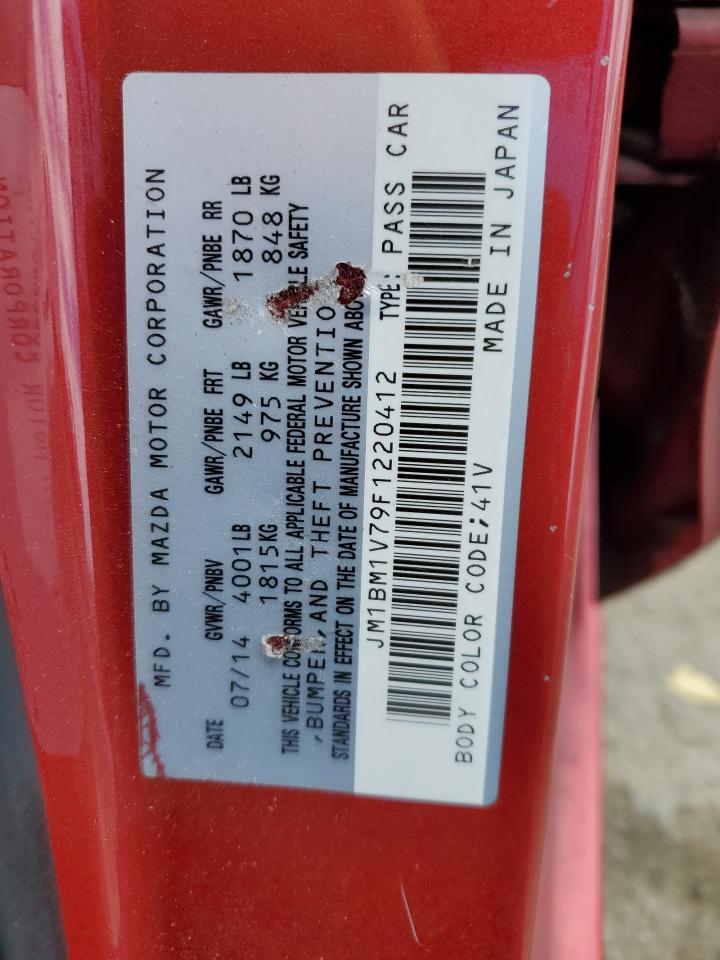 MFD. BY MAZDA MOTOR CORPORATION
DATE GVWR/PNBV GAWR/PNBE FRT GAWR/PNBE RR
07/14 4001LB 2149 LB 1870 LB
1815KG 975 KG 848 KG
THIS VEHICLE CONFORMS TO ALL APPLICABLE FEDERAL MOTOR VEHICLE SAFETY
,BUMPER,AND THEFT PREVENTIO
STANDARDS IN EFFECT ON THE DATE OF MANUFACTURE SHOWN ABO
JM1BM1V79F1220412 TYPE: PASS CAR
BODY COLOR CODE;41V MADE IN JAPAN